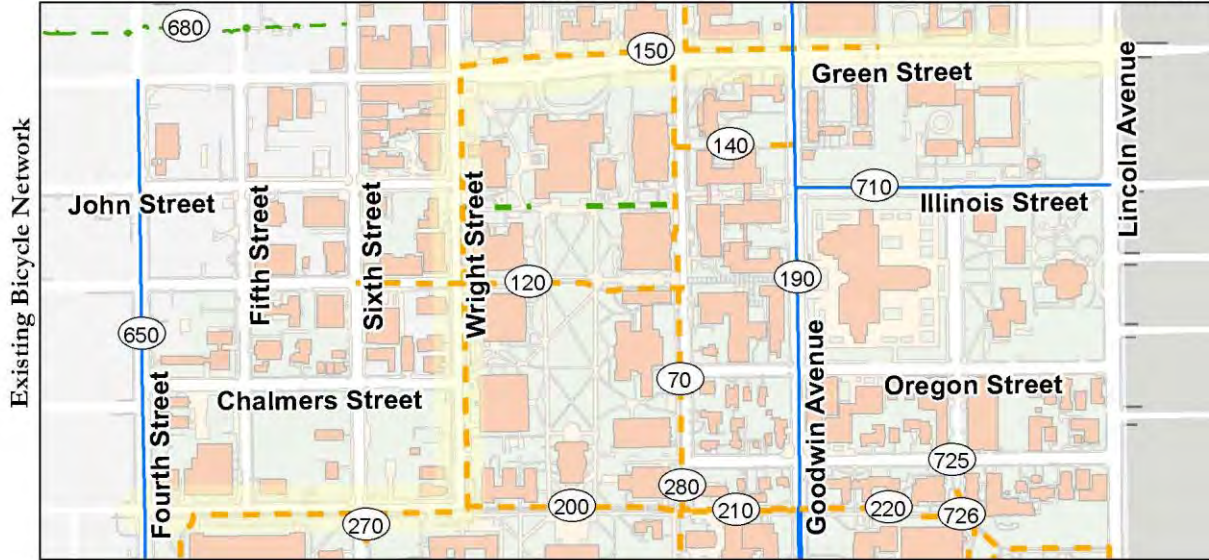 Existing Bicycle Network
680
150
Green Street
Lincoln Avenue
140
710
John Street
Illinois Street
Fifth Street
Sixth Street
Wright Street
120
190
650
70
Chalmers Street
Oregon Street
Fourth Street
Goodwin Avenue
725
280
270
200
210
220
726